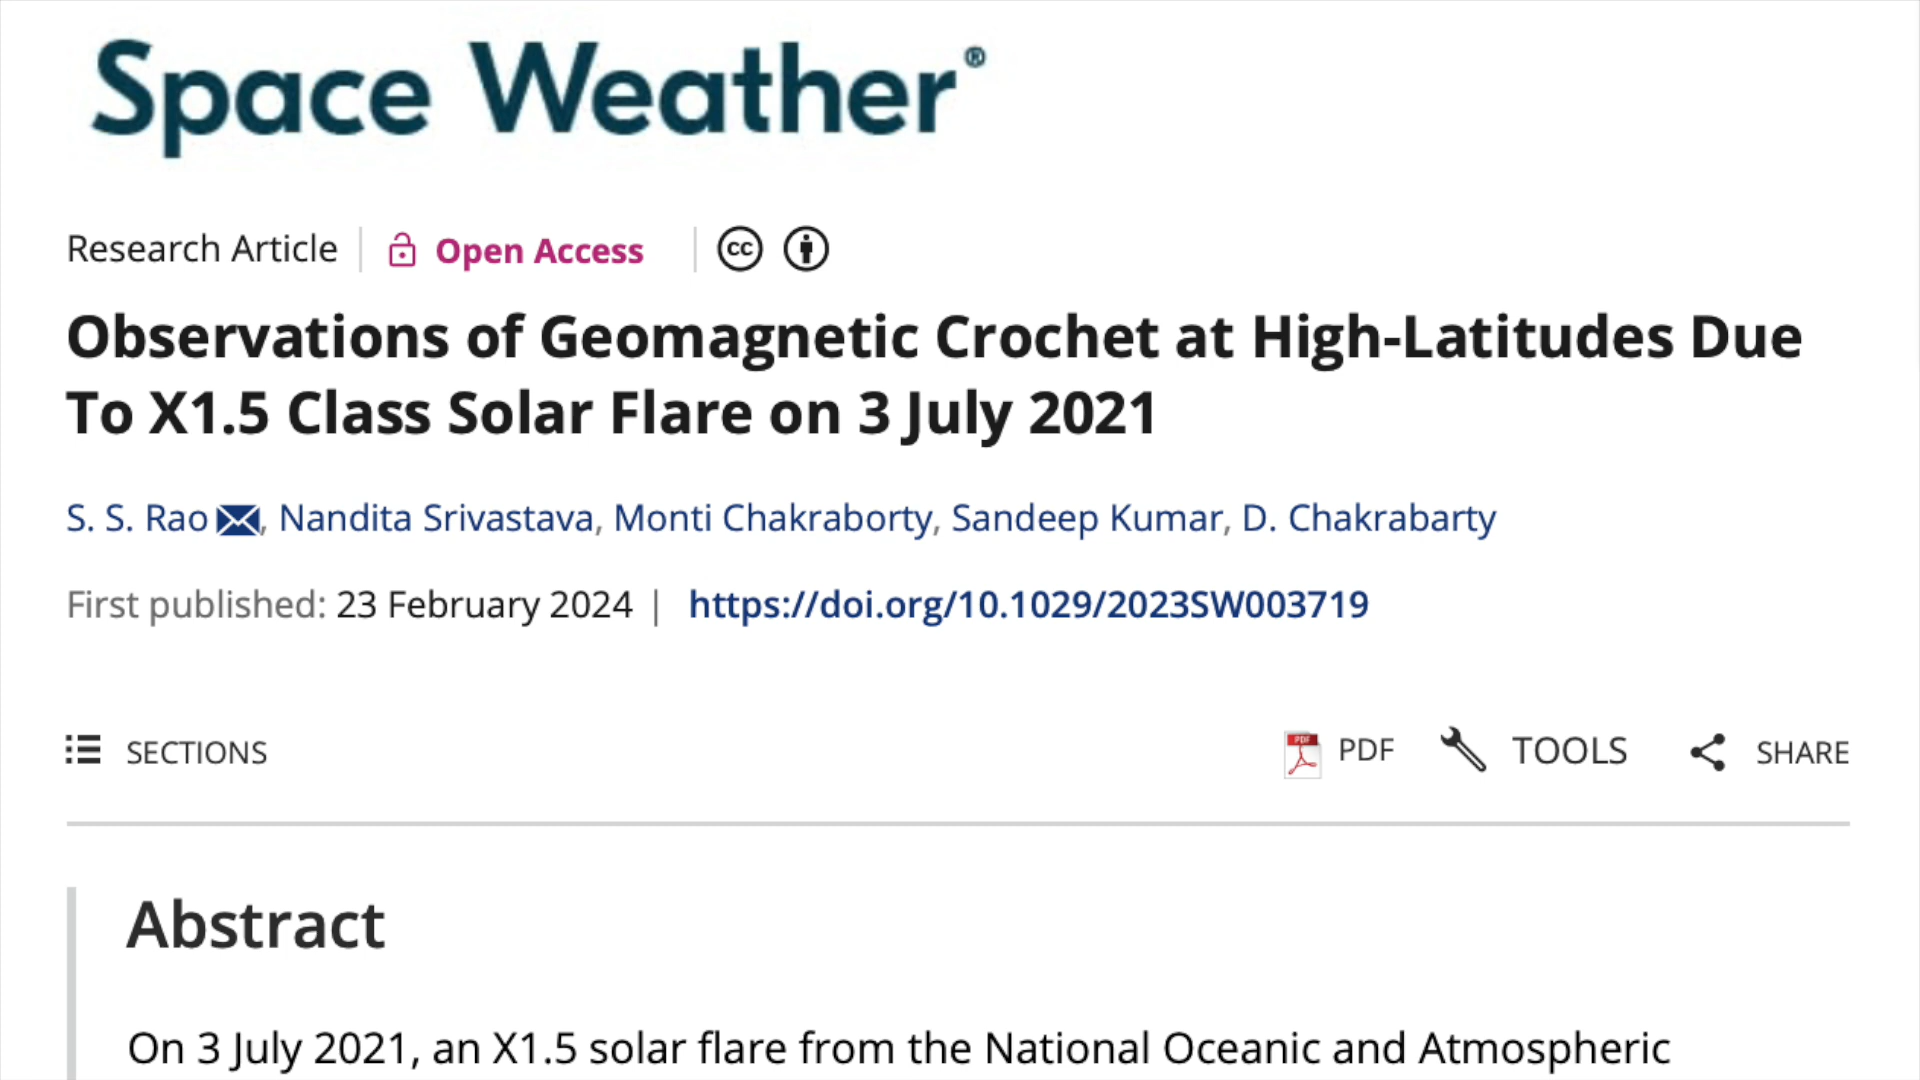 Space Weather®
Research Article | Open Access | cc
Observations of Geomagnetic Crochet at High-Latitudes Due
To X1.5 Class Solar Flare on 3 July 2021
S. S. Rao, Nandita Srivastava, Monti Chakraborty, Sandeep Kumar, D. Chakrabarty
First published: 23 February 2024 | https://doi.org/10.1029/2023SW003719
SECTIONS PDF PDF TOOLS SHARE
Abstract
On 3 July 2021, an X1.5 solar flare from the National Oceanic and Atmospheric